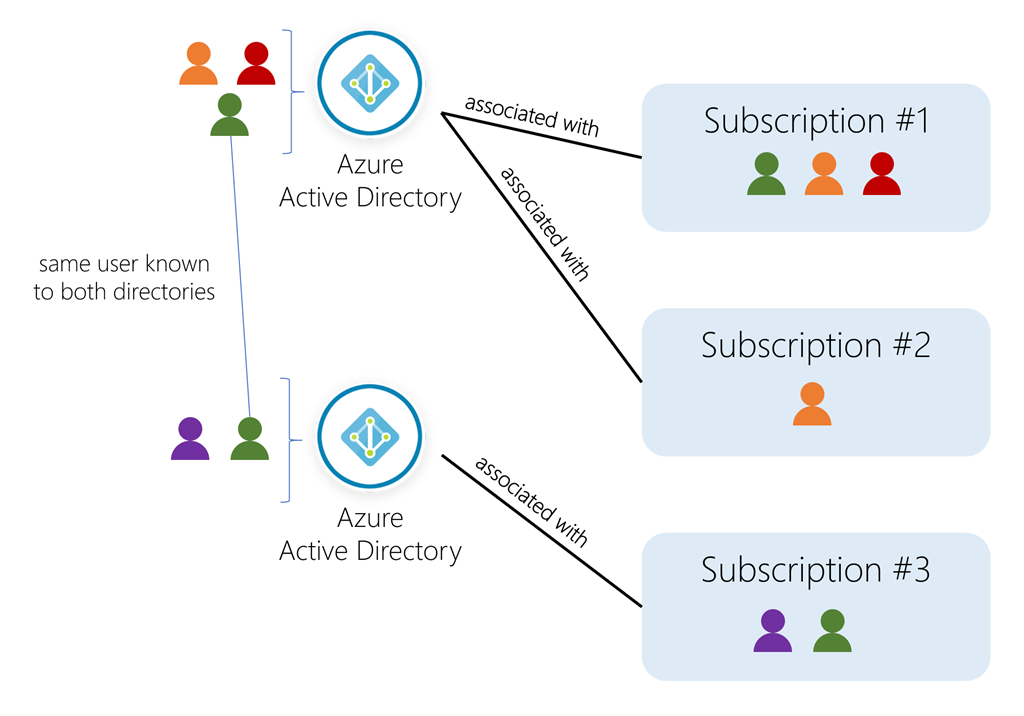 associated with
Subscription #1
Azure
Active Directory
associated with
same user known
to both directories
Subscription #2
associated with
Azure
Active Directory
Subscription #3